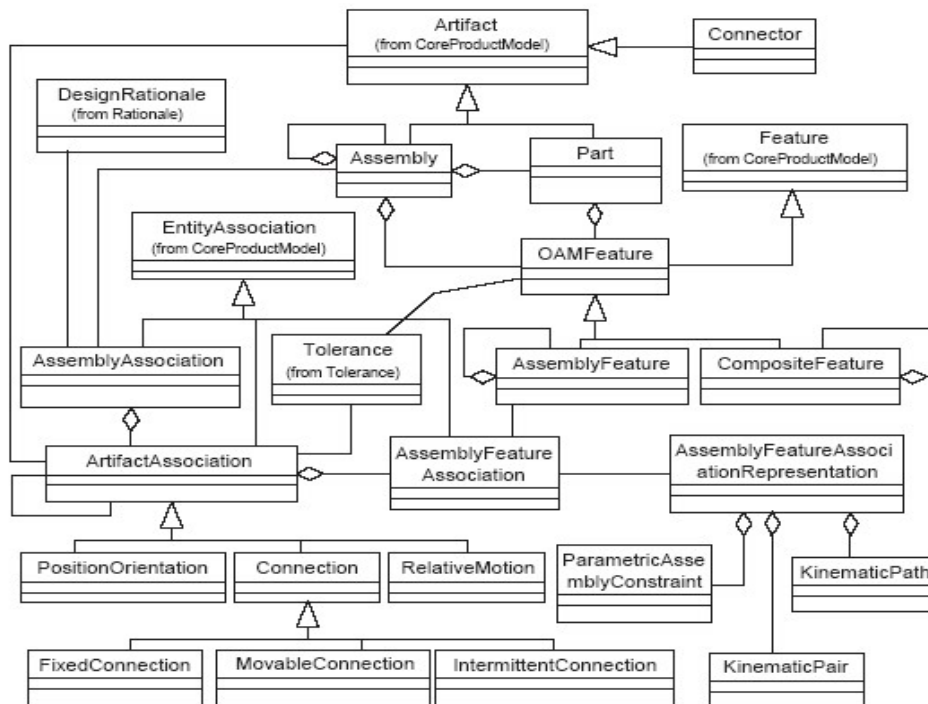 Artifact
(from CoreProductModel)
Connector
DesignRationale
(from Rationale)
Assembly
Part
Feature
(from CoreProductModel)
EntityAssociation
(from CoreProductModel)
OAMFeature
AssemblyAssociation
Tolerance
(from Tolerance)
AssemblyFeature
CompositeFeature
ArtifactAssociation
AssemblyFeature
Association
AssemblyFeatureAssoci
ationRepresentation
PositionOrientation
Connection
RelativeMotion
ParametricAsse
mblyConstraint
KinematicPath
FixedConnection
MovableConnection
IntermittentConnection
KinematicPair